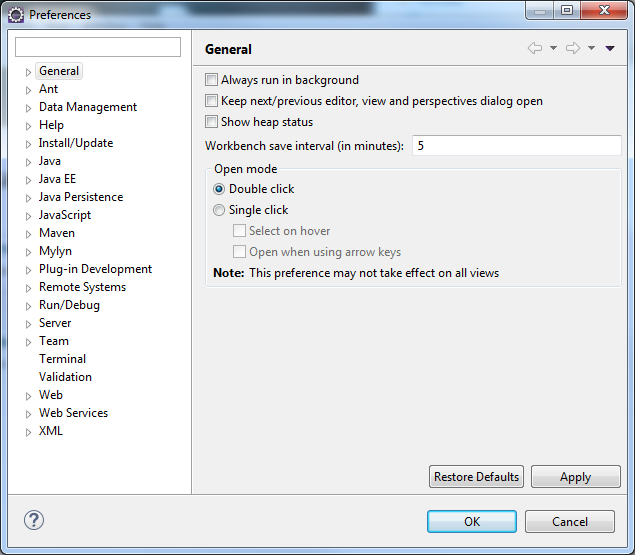 Preferences
General
Ant
Data Management
Help
Install/Update
Java
Java EE
Java Persistence
JavaScript
Maven
Mylyn
Plug-in Development
Remote Systems
Run/Debug
Server
Team
Terminal
Validation
Web
Web Services
XML
General
Always run in background
Keep next/previous editor, view and perspectives dialog open
Show heap status
Workbench save interval (in minutes): 5
Open mode
Double click
Single click
Select on hover
Open when using arrow keys
Note: This preference may not take effect on all views
Restore Defaults Apply
? OK Cancel